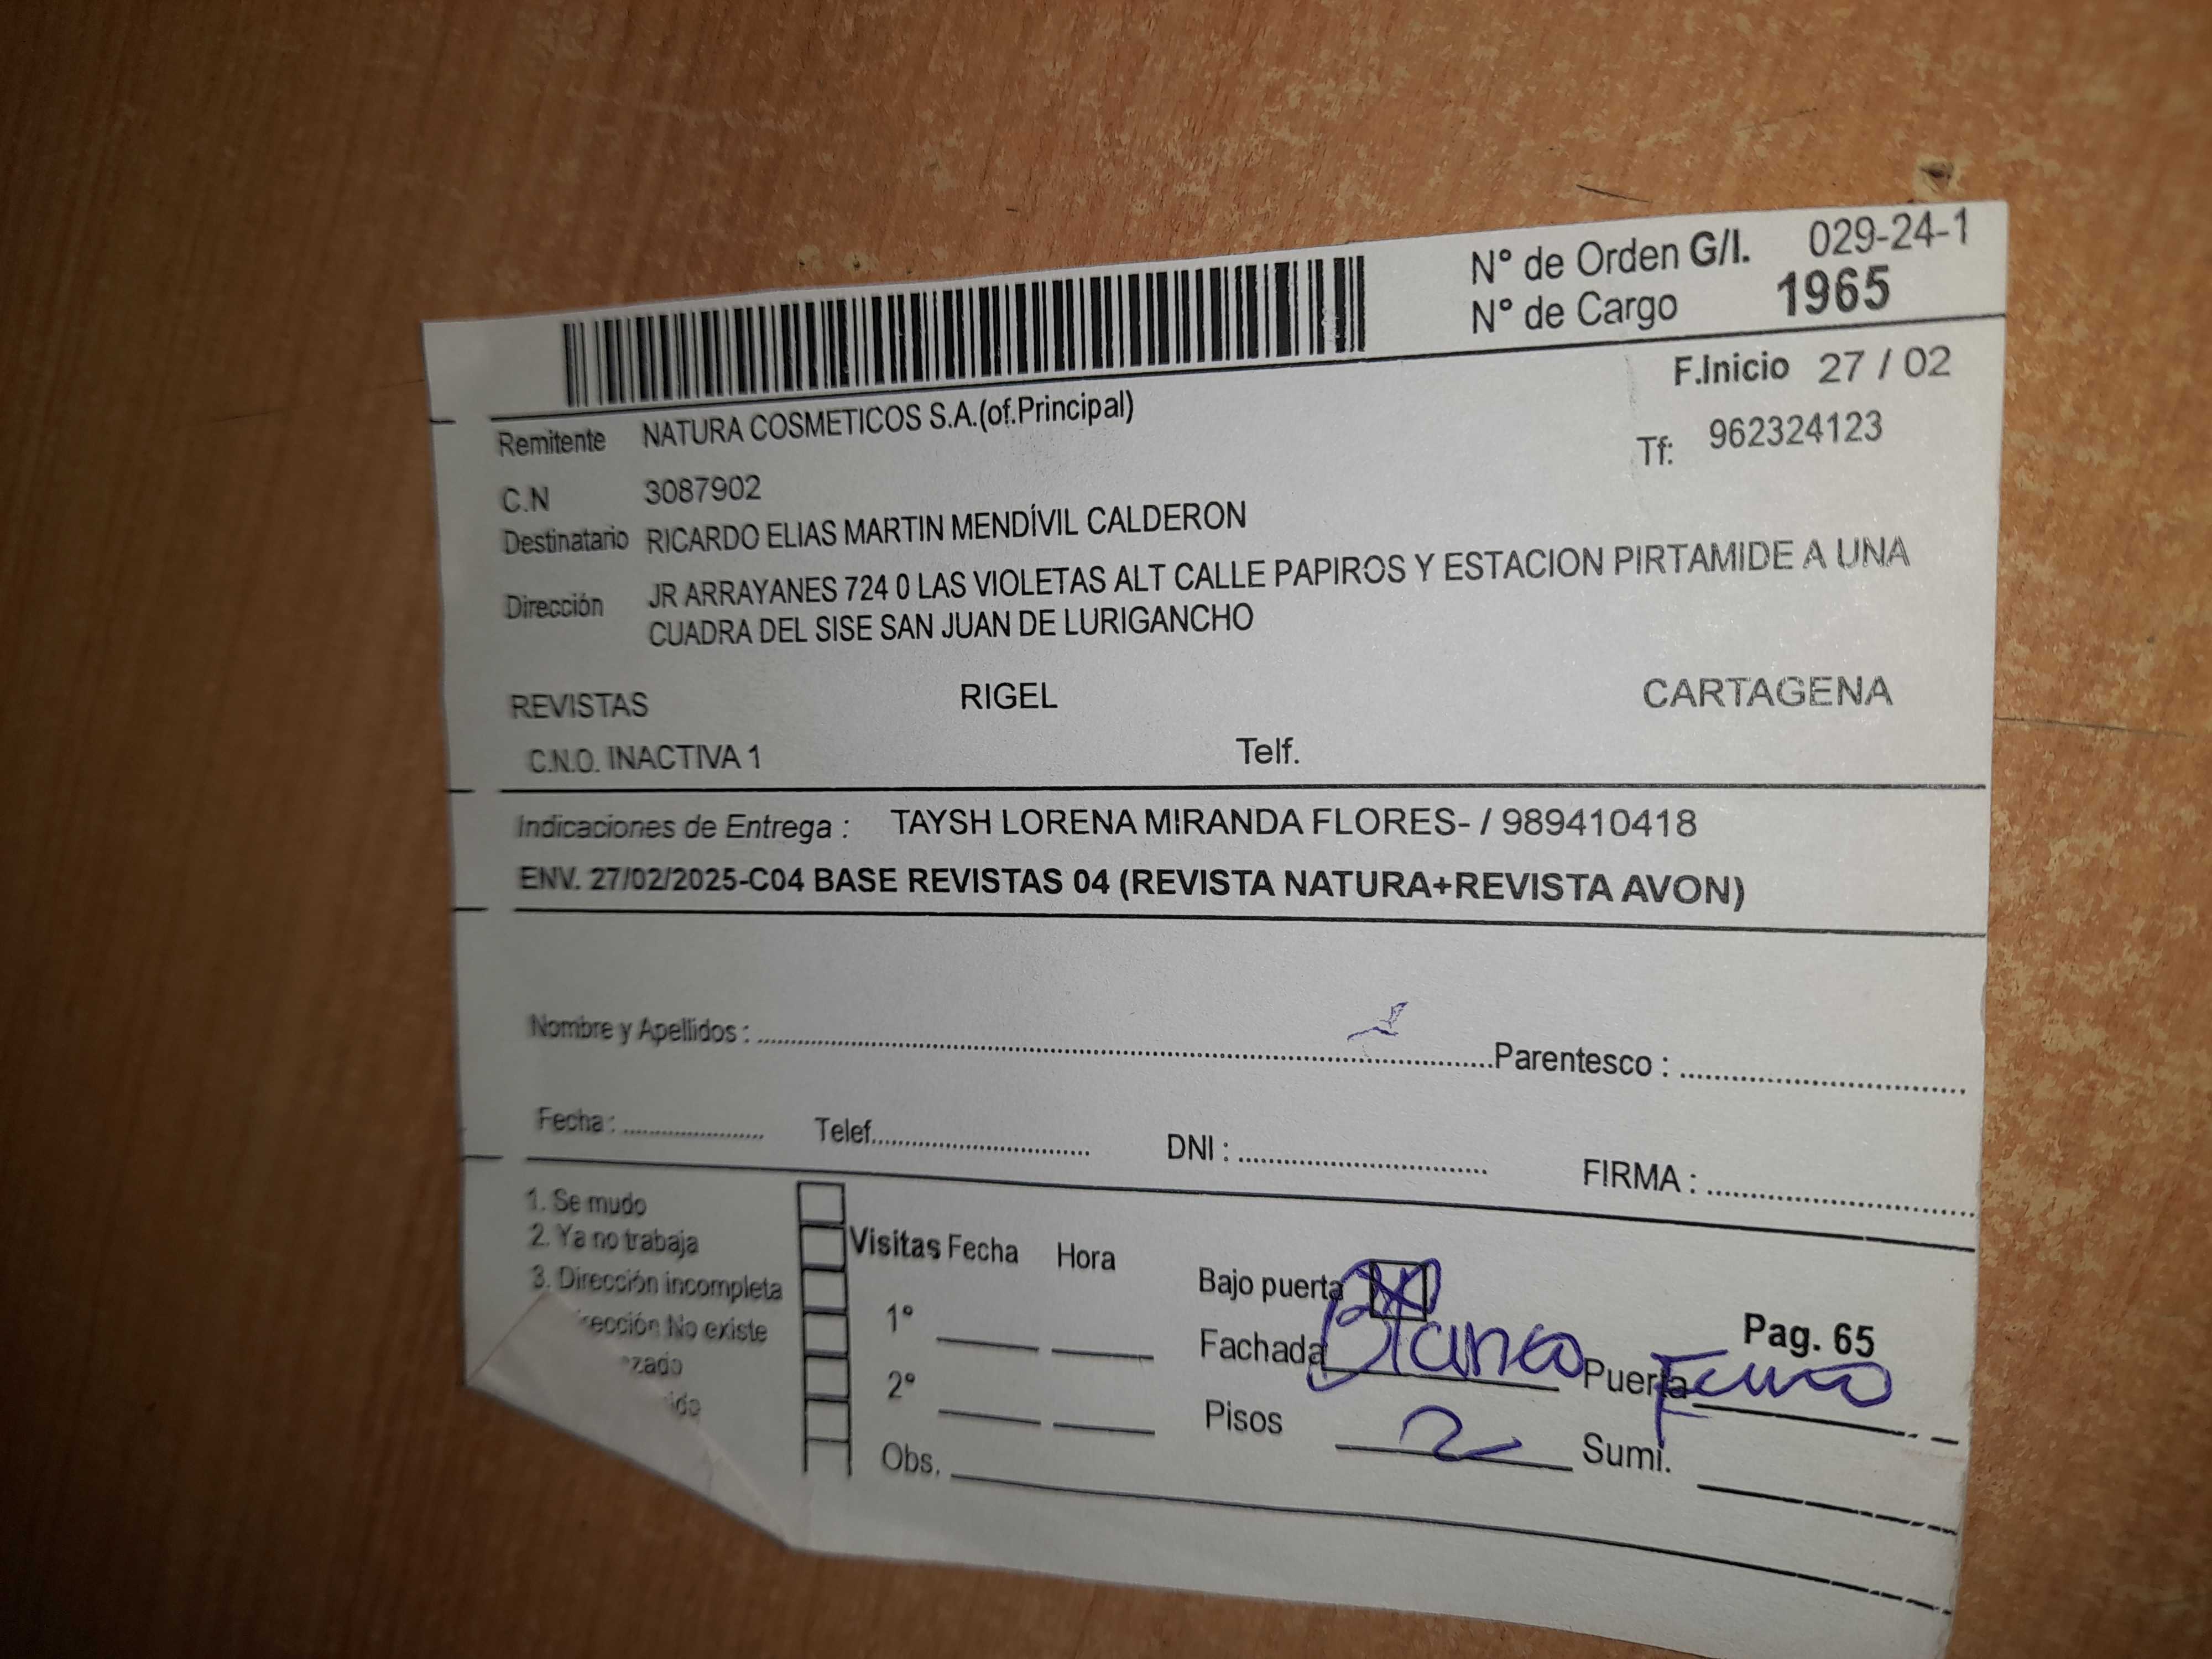 N° de Orden G/I. 029-24-1
N° de Cargo 1965
F.Inicio 27 / 02
Remitente NATURA COSMETICOS S.A.(of.Principal)
Tf: 962324123
C.N 3087902
Destinatario RICARDO ELIAS MARTIN MENDÍVIL CALDERON
Dirección JR ARRAYANES 724 0 LAS VIOLETAS ALT CALLE PAPIROS Y ESTACION PIRTAMIDE A UNA
CUADRA DEL SISE SAN JUAN DE LURIGANCHO
REVISTAS RIGEL CARTAGENA
C.N.O. INACTIVA 1 Telf.
Indicaciones de Entrega : TAYSH LORENA MIRANDA FLORES- / 989410418
ENV. 27/02/2025-C04 BASE REVISTAS 04 (REVISTA NATURA+REVISTA AVON)
Nombre y Apellidos : Parentesco :
Fecha : Telef. DNI : FIRMA :
1. Se mudo
2. Ya no trabaja
Visitas Fecha Hora
3. Dirección incompleta
Bajo puerta
rección No existe
1°
Pag. 65
zado
Fachada Blanco Puerta
ido
2°
Pisos 2 Sumi.
Obs.